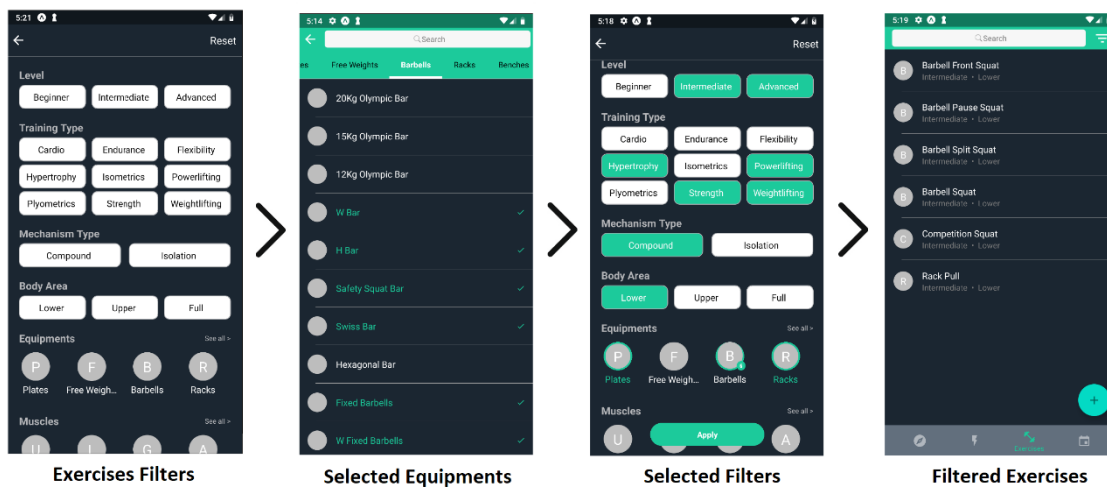 5:21
Reset
Level
Beginner Intermediate Advanced
Training Type
Cardio Endurance Flexibility
Hypertrophy Isometrics Powerlifting
Plyometrics Strength Weightlifting
Mechanism Type
Compound Isolation
Body Area
Lower Upper Full
Equipments See all >
P F B R
Plates Free Weigh... Barbells Racks
Muscles See all >
U L G A
Exercises Filters
5:14
Search
es Free Weights Barbells Racks Benches
20Kg Olympic Bar
15Kg Olympic Bar
12Kg Olympic Bar
W Bar
H Bar
Safety Squat Bar
Swiss Bar
Hexagonal Bar
Fixed Barbells
W Fixed Barbells
Selected Equipments
5:18
Reset
Level
Beginner Intermediate Advanced
Training Type
Cardio Endurance Flexibility
Hypertrophy Isometrics Powerlifting
Plyometrics Strength Weightlifting
Mechanism Type
Compound Isolation
Body Area
Lower Upper Full
Equipments See all >
P F B R
Plates Free Weigh... Barbells Racks
Muscles See all >
U A
Apply
Selected Filters
5:19
Search
B Barbell Front Squat
Intermediate • Lower
B Barbell Pause Squat
Intermediate • Lower
B Barbell Split Squat
Intermediate • Lower
B Barbell Squat
Intermediate • Lower
C Competition Squat
Intermediate • Lower
R Rack Pull
Intermediate • Lower
+
Exercises
Filtered Exercises